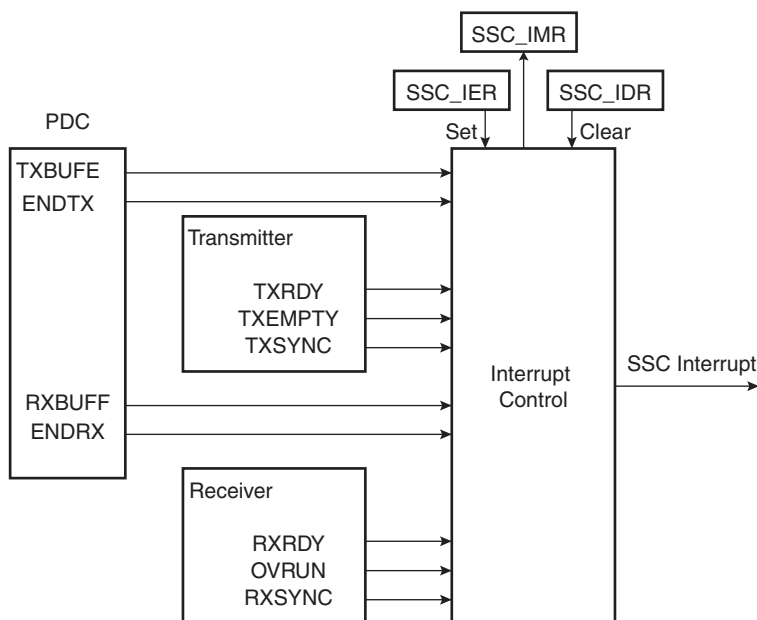 SSC_IMR
SSC_IER
SSC_IDR
PDC
Set
Clear
TXBUFE
ENDTX
Transmitter
TXRDY
TXEMPTY
TXSYNC
SSC Interrupt
Interrupt
Control
RXBUFF
ENDRX
Receiver
RXRDY
OVRUN
RXSYNC